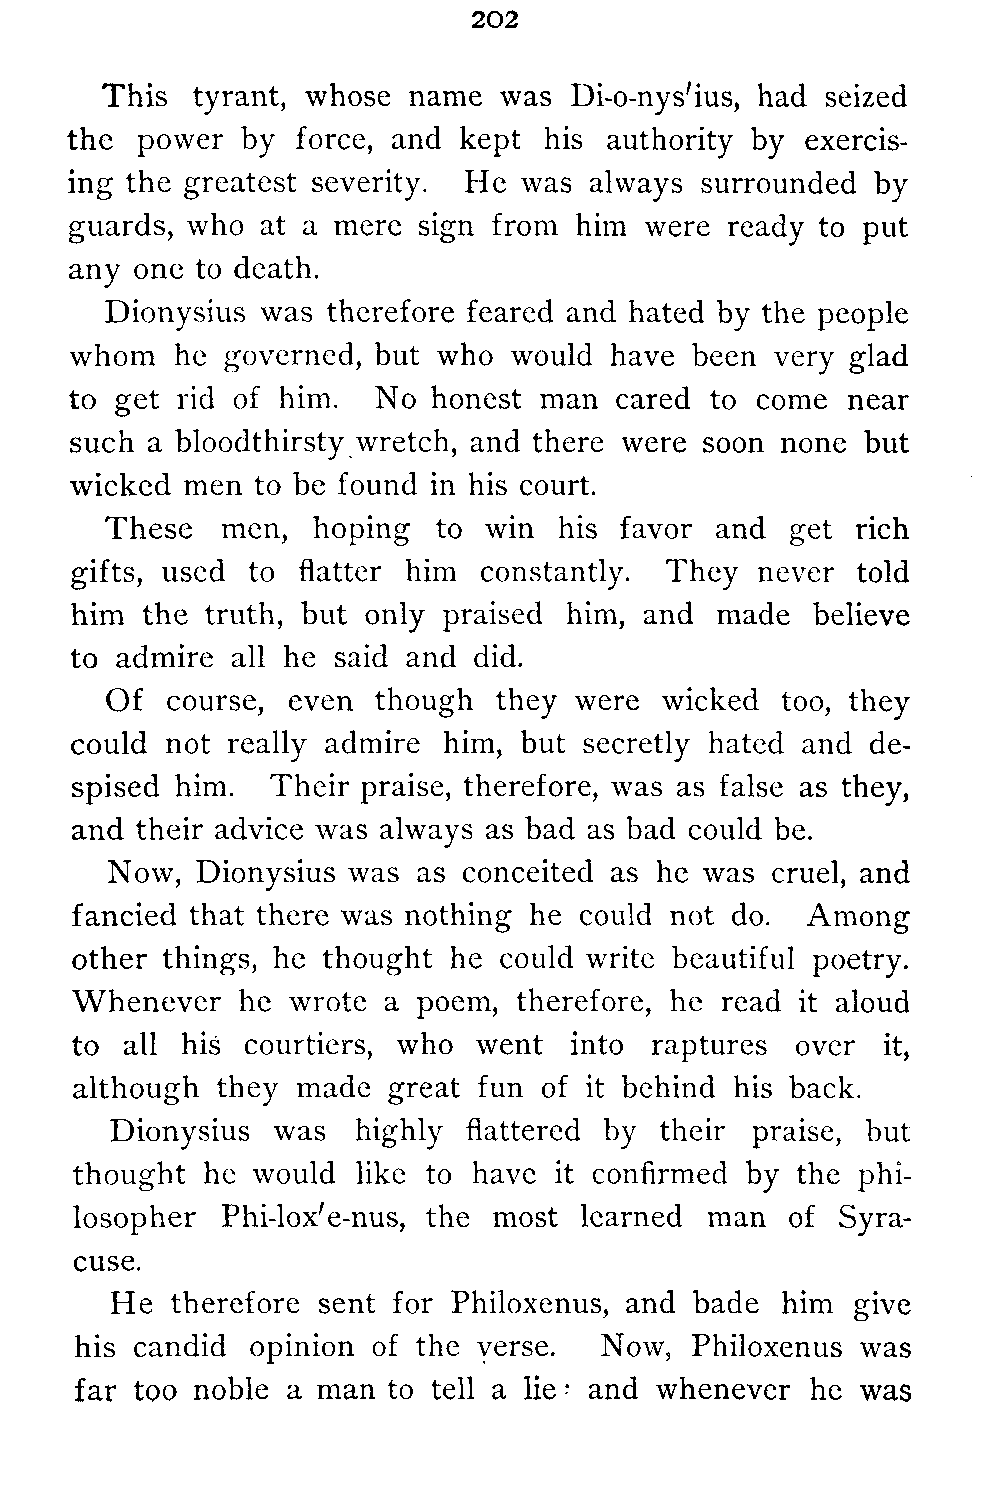 202
This tyrant, whose name was Di-o-nys′ius, had seized
the power by force, and kept his authority by exercis-
ing the greatest severity. He was always surrounded by
guards, who at a mere sign from him were ready to put
any one to death.
Dionysius was therefore feared and hated by the people
whom he governed, but who would have been very glad
to get rid of him. No honest man cared to come near
such a bloodthirsty wretch, and there were soon none but
wicked men to be found in his court.
These men, hoping to win his favor and get rich
gifts, used to flatter him constantly. They never told
him the truth, but only praised him, and made believe
to admire all he said and did.
Of course, even though they were wicked too, they
could not really admire him, but secretly hated and de-
spised him. Their praise, therefore, was as false as they,
and their advice was always as bad as bad could be.
Now, Dionysius was as conceited as he was cruel, and
fancied that there was nothing he could not do. Among
other things, he thought he could write beautiful poetry.
Whenever he wrote a poem, therefore, he read it aloud
to all his courtiers, who went into raptures over it,
although they made great fun of it behind his back.
Dionysius was highly flattered by their praise, but
thought he would like to have it confirmed by the phi-
losopher Phi-lox′e-nus, the most learned man of Syra-
cuse.
He therefore sent for Philoxenus, and bade him give
his candid opinion of the verse. Now, Philoxenus was
far too noble a man to tell a lie: and whenever he was